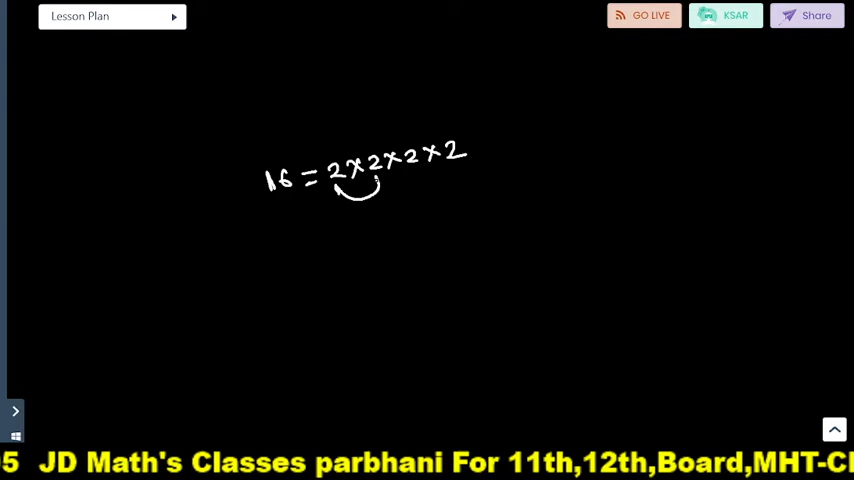 Lesson Plan
GO LIVE
KSAR
Share
16 = 2×2×2×2
5 JD Math's Classes parbhani For 11th,12th,Board,MHT-C